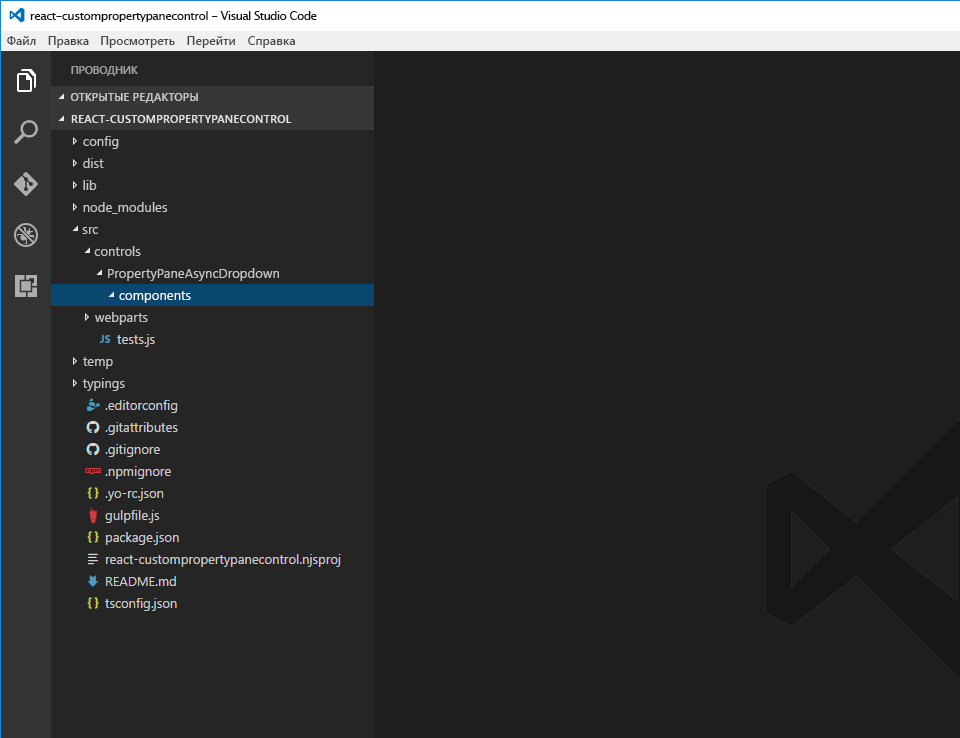 react-custompropertypanecontrol – Visual Studio Code
Файл Правка Просмотреть Перейти Справка
ПРОВОДНИК
ОТКРЫТЫЕ РЕДАКТОРЫ
REACT-CUSTOMPROPERTYPANECONTROL
config
dist
lib
node_modules
src
controls
PropertyPaneAsyncDropdown
components
webparts
JS tests.js
temp
typings
.editorconfig
.gitattributes
.gitignore
npm .npmignore
{} .yo-rc.json
gulpfile.js
{} package.json
react-custompropertypanecontrol.njsproj
README.md
{} tsconfig.json